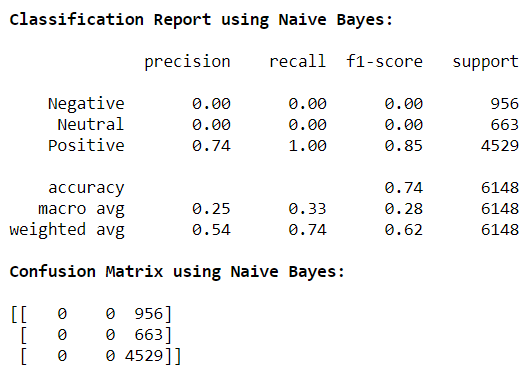 Classification Report using Naive Bayes:
precision recall f1-score support
Negative 0.00 0.00 0.00 956
Neutral 0.00 0.00 0.00 663
Positive 0.74 1.00 0.85 4529
accuracy 0.74 6148
macro avg 0.25 0.33 0.28 6148
weighted avg 0.54 0.74 0.62 6148
Confusion Matrix using Naive Bayes:
[[ 0 0 956]
[ 0 0 663]
[ 0 0 4529]]